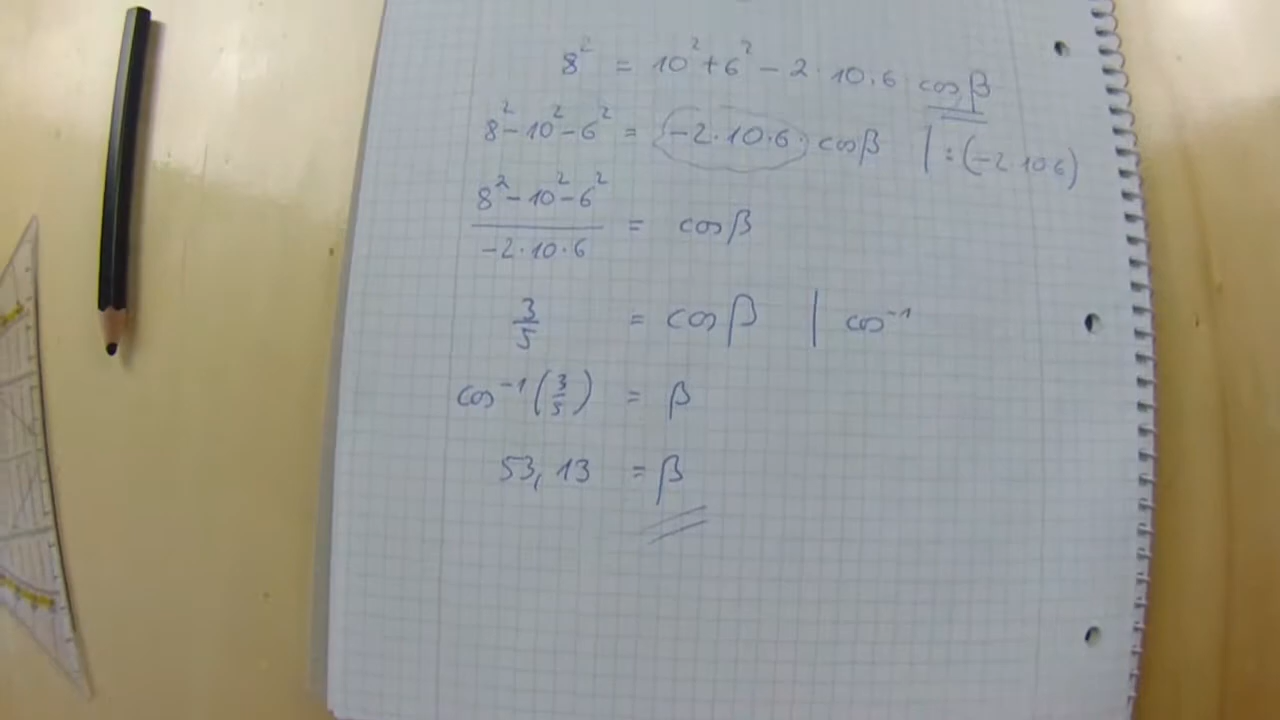 8² = 10² + 6² − 2 · 10 · 6 cos β
8² − 10² − 6² = −2 · 10 · 6 · cos β | : (−2 · 10 6)
8² − 10² − 6² / −2 · 10 · 6 = cos β
3/5 = cos β | cos⁻¹
cos⁻¹ (3/5) = β
53,13 = β